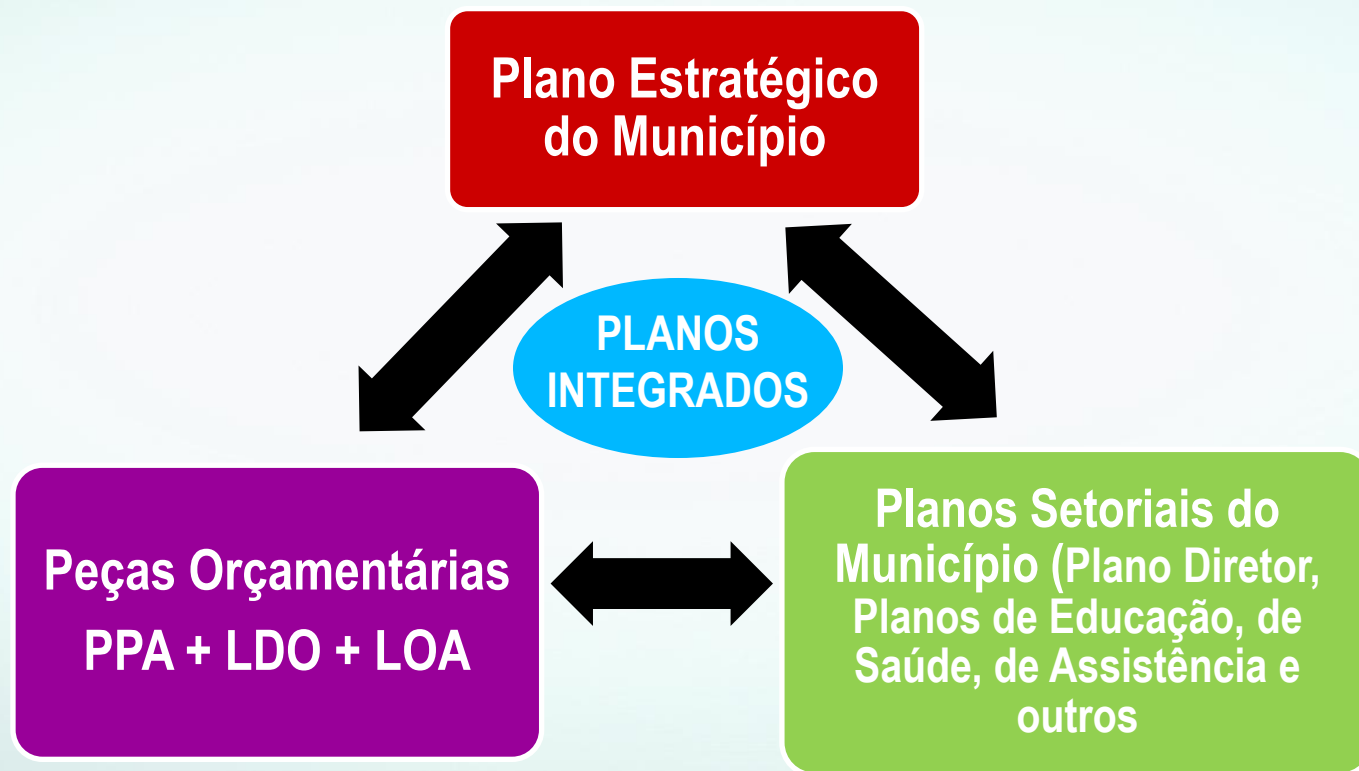 Plano Estratégico
do Município
PLANOS
INTEGRADOS
Peças Orçamentárias
PPA + LDO + LOA
Planos Setoriais do
Município (Plano Diretor,
Planos de Educação, de
Saúde, de Assistência e
outros